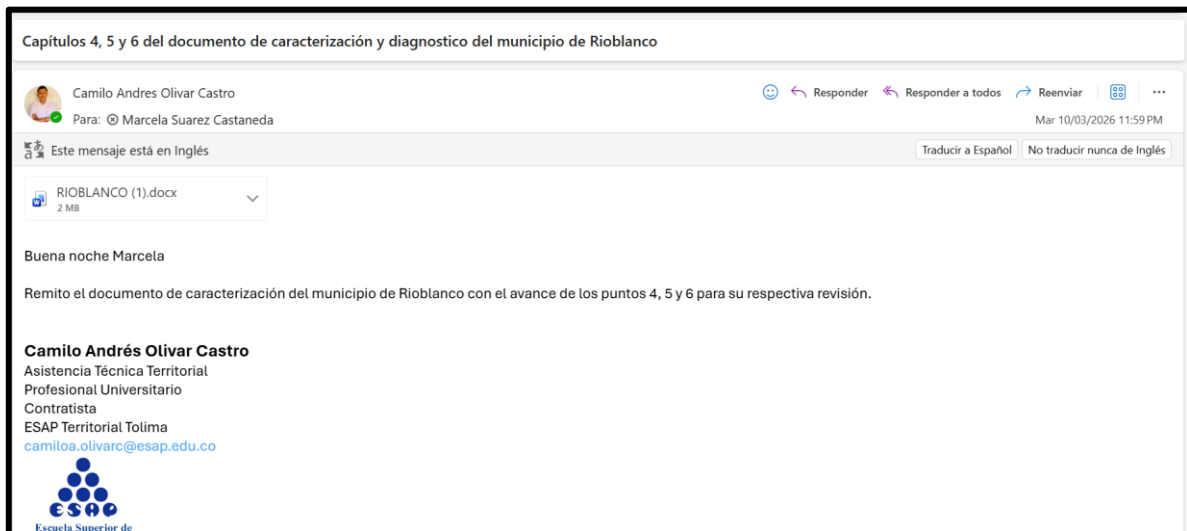 Capítulos 4, 5 y 6 del documento de caracterización y diagnostico del municipio de Rioblanco
Camilo Andres Olivar Castro
Responder
Responder a todos
Reenviar
Para: Marcela Suarez Castaneda
Mar 10/03/2026 11:59 PM
Este mensaje está en Inglés
Traducir a Español
No traducir nunca de Inglés
RIOBLANCO (1).docx
2 MB
Buena noche Marcela
Remito el documento de caracterización del municipio de Rioblanco con el avance de los puntos 4, 5 y 6 para su respectiva revisión.
Camilo Andrés Olivar Castro
Asistencia Técnica Territorial
Profesional Universitario
Contratista
ESAP Territorial Tolima
camiloa.olivarc@esap.edu.co
esap
Escuela Superior de